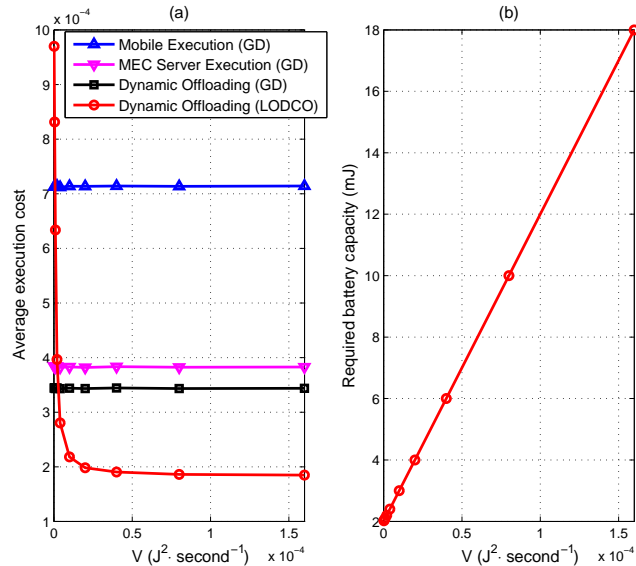 (a)
x 10⁻⁴
10
9
8
7
6
5
4
3
2
1
Average execution cost
Mobile Execution (GD)
MEC Server Execution (GD)
Dynamic Offloading (GD)
Dynamic Offloading (LODCO)
0
0.5
1
1.5
x 10⁻⁴
V (J²· second⁻¹)
(b)
18
16
14
12
10
8
6
4
2
Required battery capacity (mJ)
0
0.5
1
1.5
x 10⁻⁴
V (J²· second⁻¹)